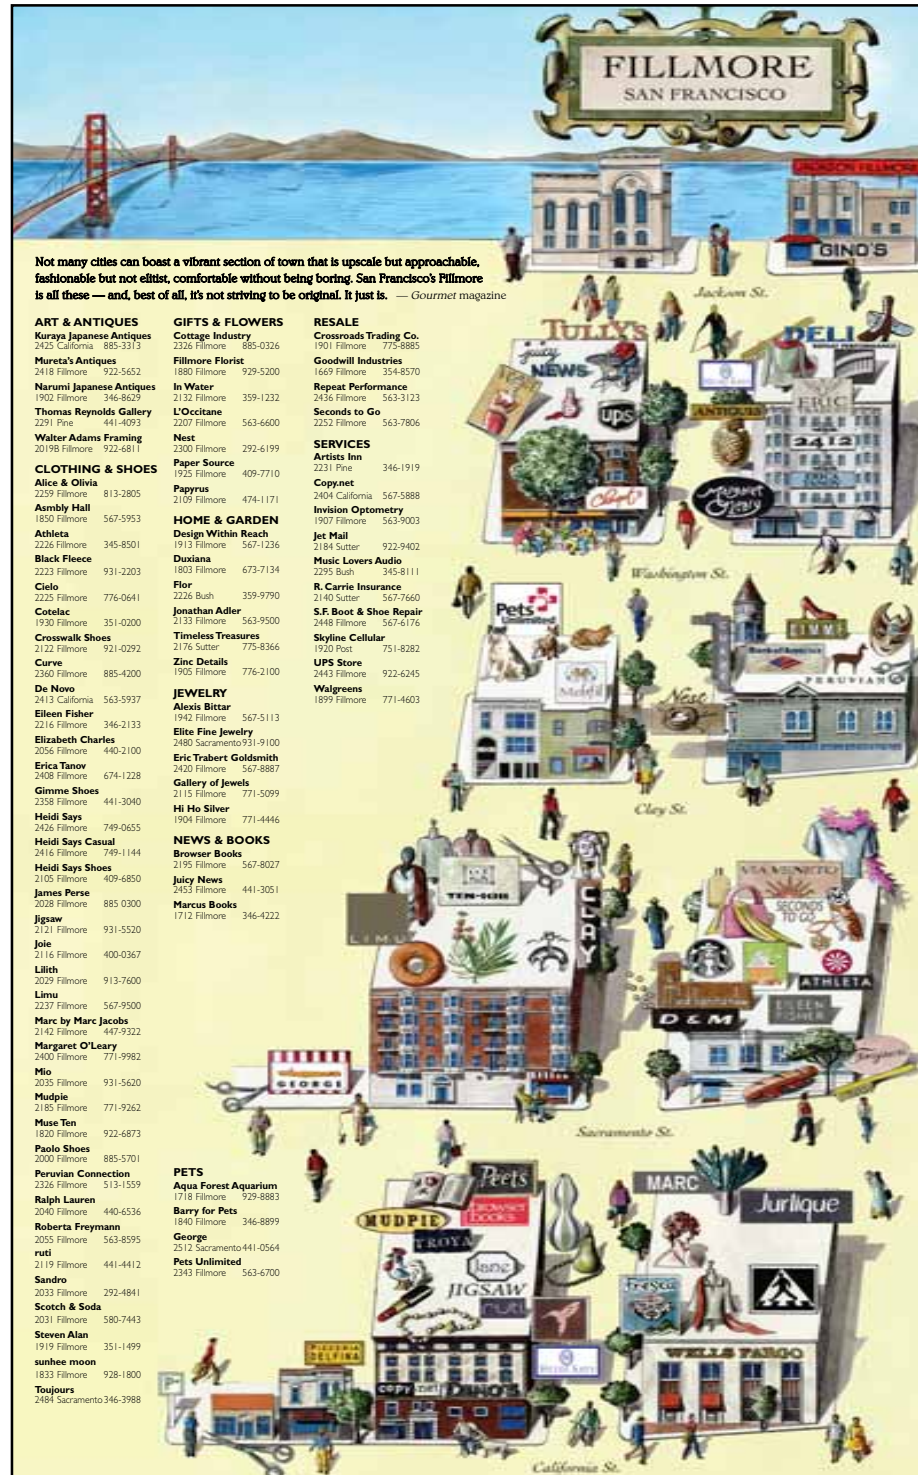 FILLMORE
SAN FRANCISCO
JACKSON FILLMORE
GINO'S
Not many cities can boast a vibrant section of town that is upscale but approachable,
fashionable but not elitist, comfortable without being boring. San Francisco's Fillmore
is all these — and, best of all, it's not striving to be original. It just is. — Gourmet magazine
ART & ANTIQUES
Kuraya Japanese Antiques
2425 California 885-3313
Mureta's Antiques
2418 Fillmore 922-5652
Narumi Japanese Antiques
1902 Fillmore 346-8629
Thomas Reynolds Gallery
2291 Pine 441-4093
Walter Adams Framing
2019B Fillmore 922-6811
CLOTHING & SHOES
Alice & Olivia
2259 Fillmore 813-2805
Asmbly Hall
1850 Fillmore 567-5953
Athleta
2226 Fillmore 345-8501
Black Fleece
2223 Fillmore 931-2203
Cielo
2225 Fillmore 776-0641
Cotelac
1930 Fillmore 351-0200
Crosswalk Shoes
2122 Fillmore 921-0292
Curve
2360 Fillmore 885-4200
De Novo
2413 California 563-5937
Eileen Fisher
2216 Fillmore 346-2133
Elizabeth Charles
2056 Fillmore 440-2100
Erica Tanov
2408 Fillmore 674-1228
Gimme Shoes
2358 Fillmore 441-3040
Heidi Says
2426 Fillmore 749-0655
Heidi Says Casual
2416 Fillmore 749-1144
Heidi Says Shoes
2105 Fillmore 409-6850
James Perse
2028 Fillmore 885 0300
Jigsaw
2121 Fillmore 931-5520
Joie
2116 Fillmore 400-0367
Lilith
2029 Fillmore 913-7600
Limu
2237 Fillmore 567-9500
Marc by Marc Jacobs
2142 Fillmore 447-9322
Margaret O'Leary
2400 Fillmore 771-9982
Mio
2035 Fillmore 931-5620
Mudpie
2185 Fillmore 771-9262
Muse Ten
1820 Fillmore 922-6873
Paolo Shoes
2000 Fillmore 885-5701
Peruvian Connection
2326 Fillmore 513-1559
Ralph Lauren
2040 Fillmore 440-6536
Roberta Freymann
2055 Fillmore 563-8595
ruti
2119 Fillmore 441-4412
Sandro
2033 Fillmore 292-4841
Scotch & Soda
2031 Fillmore 580-7443
Steven Alan
1919 Fillmore 351-1499
sunhee moon
1833 Fillmore 928-1800
Toujours
2484 Sacramento 346-3988
GIFTS & FLOWERS
Cottage Industry
2326 Fillmore 885-0326
Fillmore Florist
1880 Fillmore 929-5200
In Water
2132 Fillmore 359-1232
L'Occitane
2207 Fillmore 563-6600
Nest
2300 Fillmore 292-6199
Paper Source
1925 Fillmore 409-7710
Papyrus
2109 Fillmore 474-1171
HOME & GARDEN
Design Within Reach
1913 Fillmore 567-1236
Duxiana
1803 Fillmore 673-7134
Flor
2226 Bush 359-9790
Jonathan Adler
2133 Fillmore 563-9500
Timeless Treasures
2176 Sutter 775-8366
Zinc Details
1905 Fillmore 776-2100
JEWELRY
Alexis Bittar
1942 Fillmore 567-5113
Elite Fine Jewelry
2480 Sacramento 931-9100
Eric Trabert Goldsmith
2420 Fillmore 567-8887
Gallery of Jewels
2115 Fillmore 771-5099
Hi Ho Silver
1904 Fillmore 771-4446
NEWS & BOOKS
Browser Books
2195 Fillmore 567-8027
Juicy News
2453 Fillmore 441-3051
Marcus Books
1712 Fillmore 346-4222
PETS
Aqua Forest Aquarium
1718 Fillmore 929-8883
Barry for Pets
1840 Fillmore 346-8899
George
2512 Sacramento 441-0564
Pets Unlimited
2343 Fillmore 563-6700
RESALE
Crossroads Trading Co.
1901 Fillmore 775-8885
Goodwill Industries
1669 Fillmore 354-8570
Repeat Performance
2436 Fillmore 563-3123
Seconds to Go
2252 Fillmore 563-7806
SERVICES
Artists Inn
2231 Pine 346-1919
Copy.net
2404 California 567-5888
Invision Optometry
1907 Fillmore 563-9003
Jet Mail
2184 Sutter 922-9402
Music Lovers Audio
2295 Bush 345-8111
R. Carrie Insurance
2140 Sutter 567-7660
S.F. Boot & Shoe Repair
2448 Fillmore 567-6176
Skyline Cellular
1920 Post 751-8282
UPS Store
2443 Fillmore 922-6245
Walgreens
1899 Fillmore 771-4603
Jackson St.
TULLY'S
juicy
NEWS
ups
DELI
ANTIQUES
ERIC
2412
Margaret
O'Leary
Washington St.
Pets
Unlimited
GIMME
Bank of America
PERUVIAN
Nest
Clay St.
TEN-ICHI
CLAY
LIMU
GEORGE
VIA VENETO
SECONDS
TO GO
ATHLETA
D & M
EILEEN
FISHER
Toujours
Sacramento St.
Peet's
MUDPIE
browser
books
TROYA
Jane
JIGSAW
ruti
PIZZERIA
DELFINA
copy.net
MARC
Jurlique
Fresca
WELLS FARGO
California St.